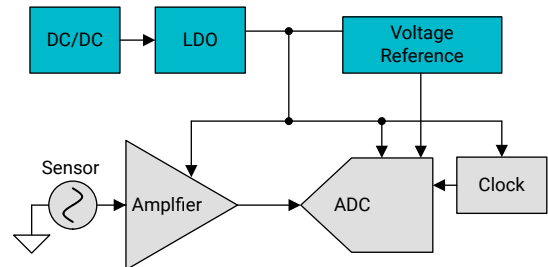 DC/DC
LDO
Voltage
Reference
Sensor
Amplfier
ADC
Clock